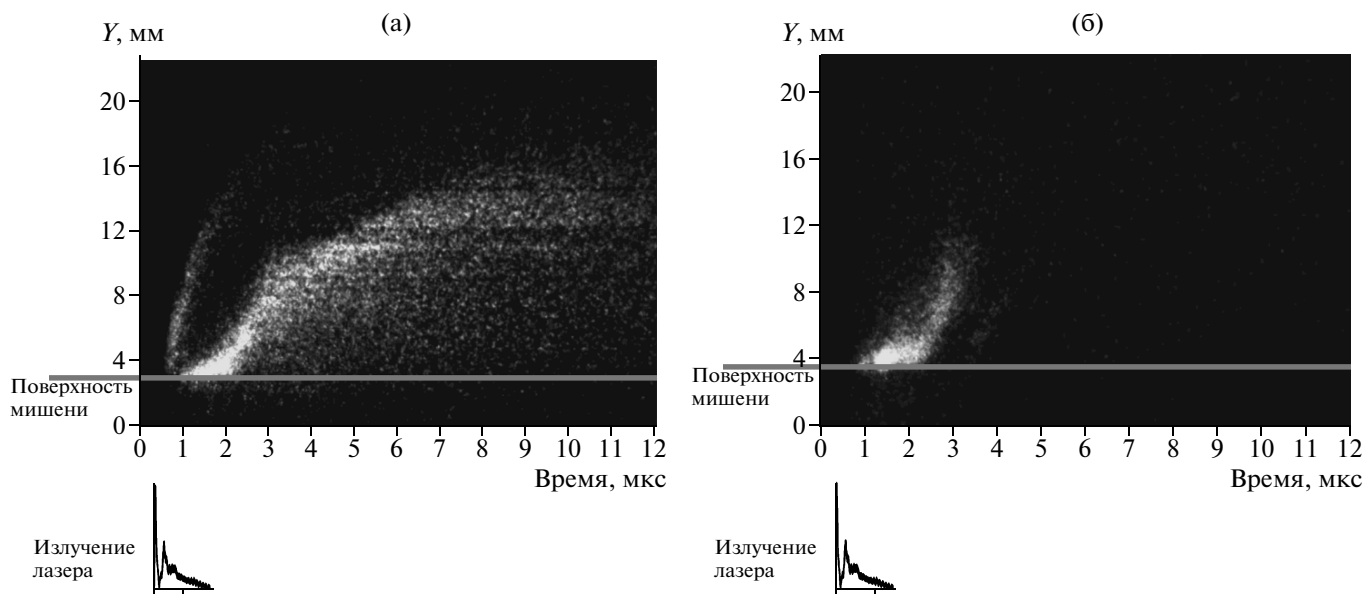 (а)
Y, мм
20
16
12
8
4
0
Поверхность
мишени
0 1 2 3 4 5 6 7 8 9 10 11 12
Время, мкс
Излучение
лазера
(б)
Y, мм
20
16
12
8
4
0
Поверхность
мишени
0 1 2 3 4 5 6 7 8 9 10 11 12
Время, мкс
Излучение
лазера